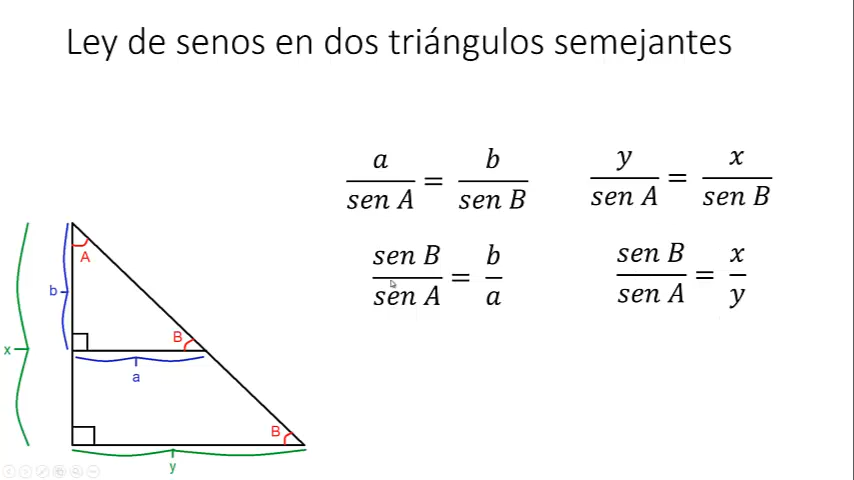 Ley de senos en dos triángulos semejantes
a / sen A = b / sen B
y / sen A = x / sen B
sen B / sen A = b / a
sen B / sen A = x / y
A
b
B
x
a
B
y